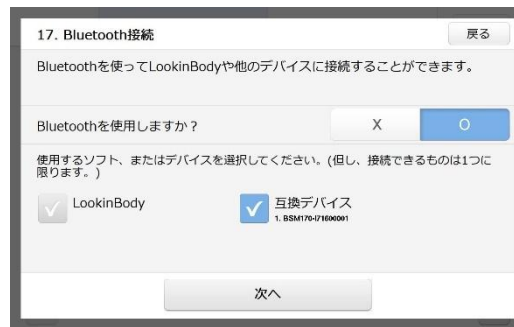 17. Bluetooth接続
戻る
Bluetoothを使ってLookinBodyや他のデバイスに接続することができます。
Bluetoothを使用しますか？
X
O
使用するソフト、またはデバイスを選択してください。(但し、接続できるものは1つに
限ります。)
LookinBody
互換デバイス
1. BSM170-I71600001
次へ